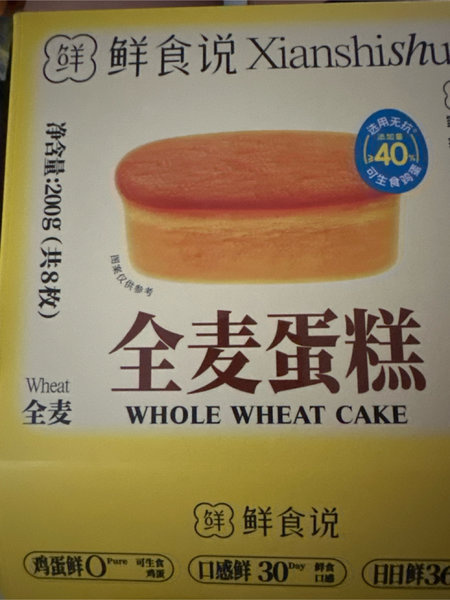 鲜 鲜食说 Xianshishu
净含量:200g（共8枚）
选用无抗
添加量
≥40%
可生食鸡蛋
图案仅供参考
全麦蛋糕
Wheat
全麦
WHOLE WHEAT CAKE
鲜 鲜食说
鸡蛋鲜 0 Pure 可生食鸡蛋
口感鲜 30 Day 鲜食口感
日日鲜 36